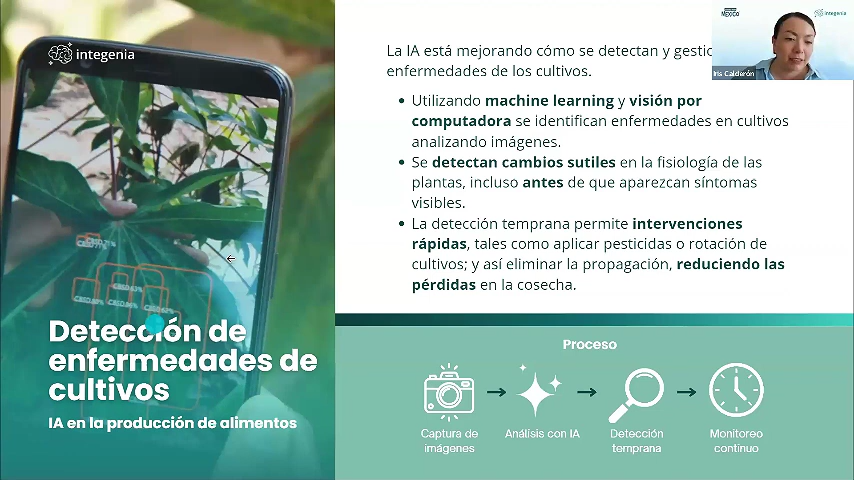 integenia
La IA está mejorando cómo se detectan y
enfermedades de los cultivos.
• Utilizando machine learning y visión por
computadora se identifican enfermedades en cultivos
analizando imágenes.
• Se detectan cambios sutiles en la fisiología de las
plantas, incluso antes de que aparezcan síntomas
visibles.
• La detección temprana permite intervenciones
rápidas, tales como aplicar pesticidas o rotación de
cultivos; y así eliminar la propagación, reduciendo las
pérdidas en la cosecha.
MÉXICO
integenia
Iris Calderón
Detección de
enfermedades de
cultivos
IA en la producción de alimentos
Proceso
Captura de
imágenes
Análisis con IA
Detección
temprana
Monitoreo
continuo